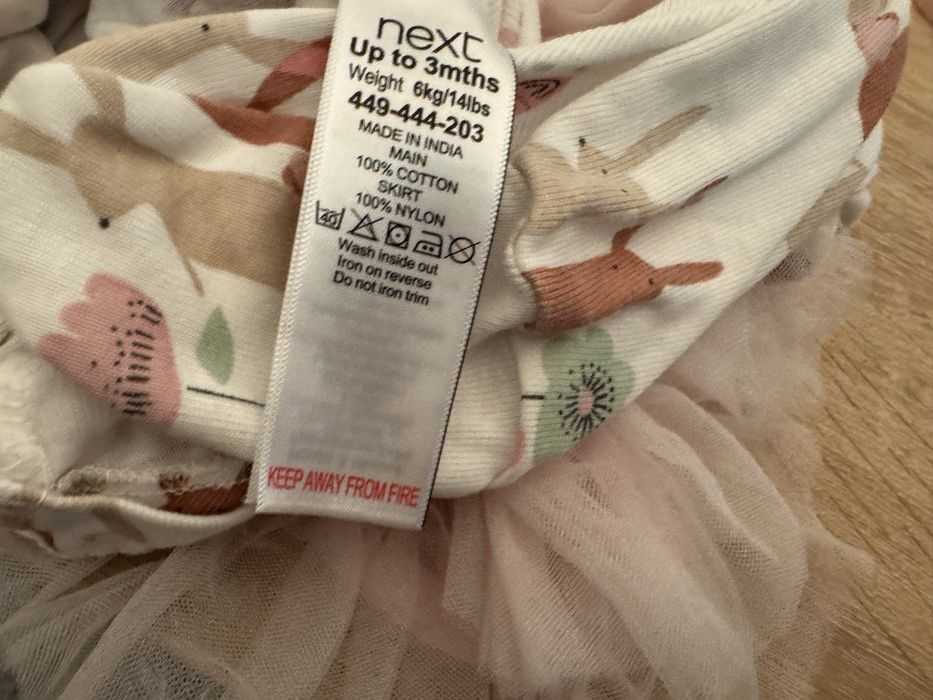 next
Up to 3mths
Weight 6kg/14lbs
449-444-203
MADE IN INDIA
MAIN
100% COTTON
SKIRT
100% NYLON
40
Wash inside out
Iron on reverse
Do not iron trim
KEEP AWAY FROM FIRE